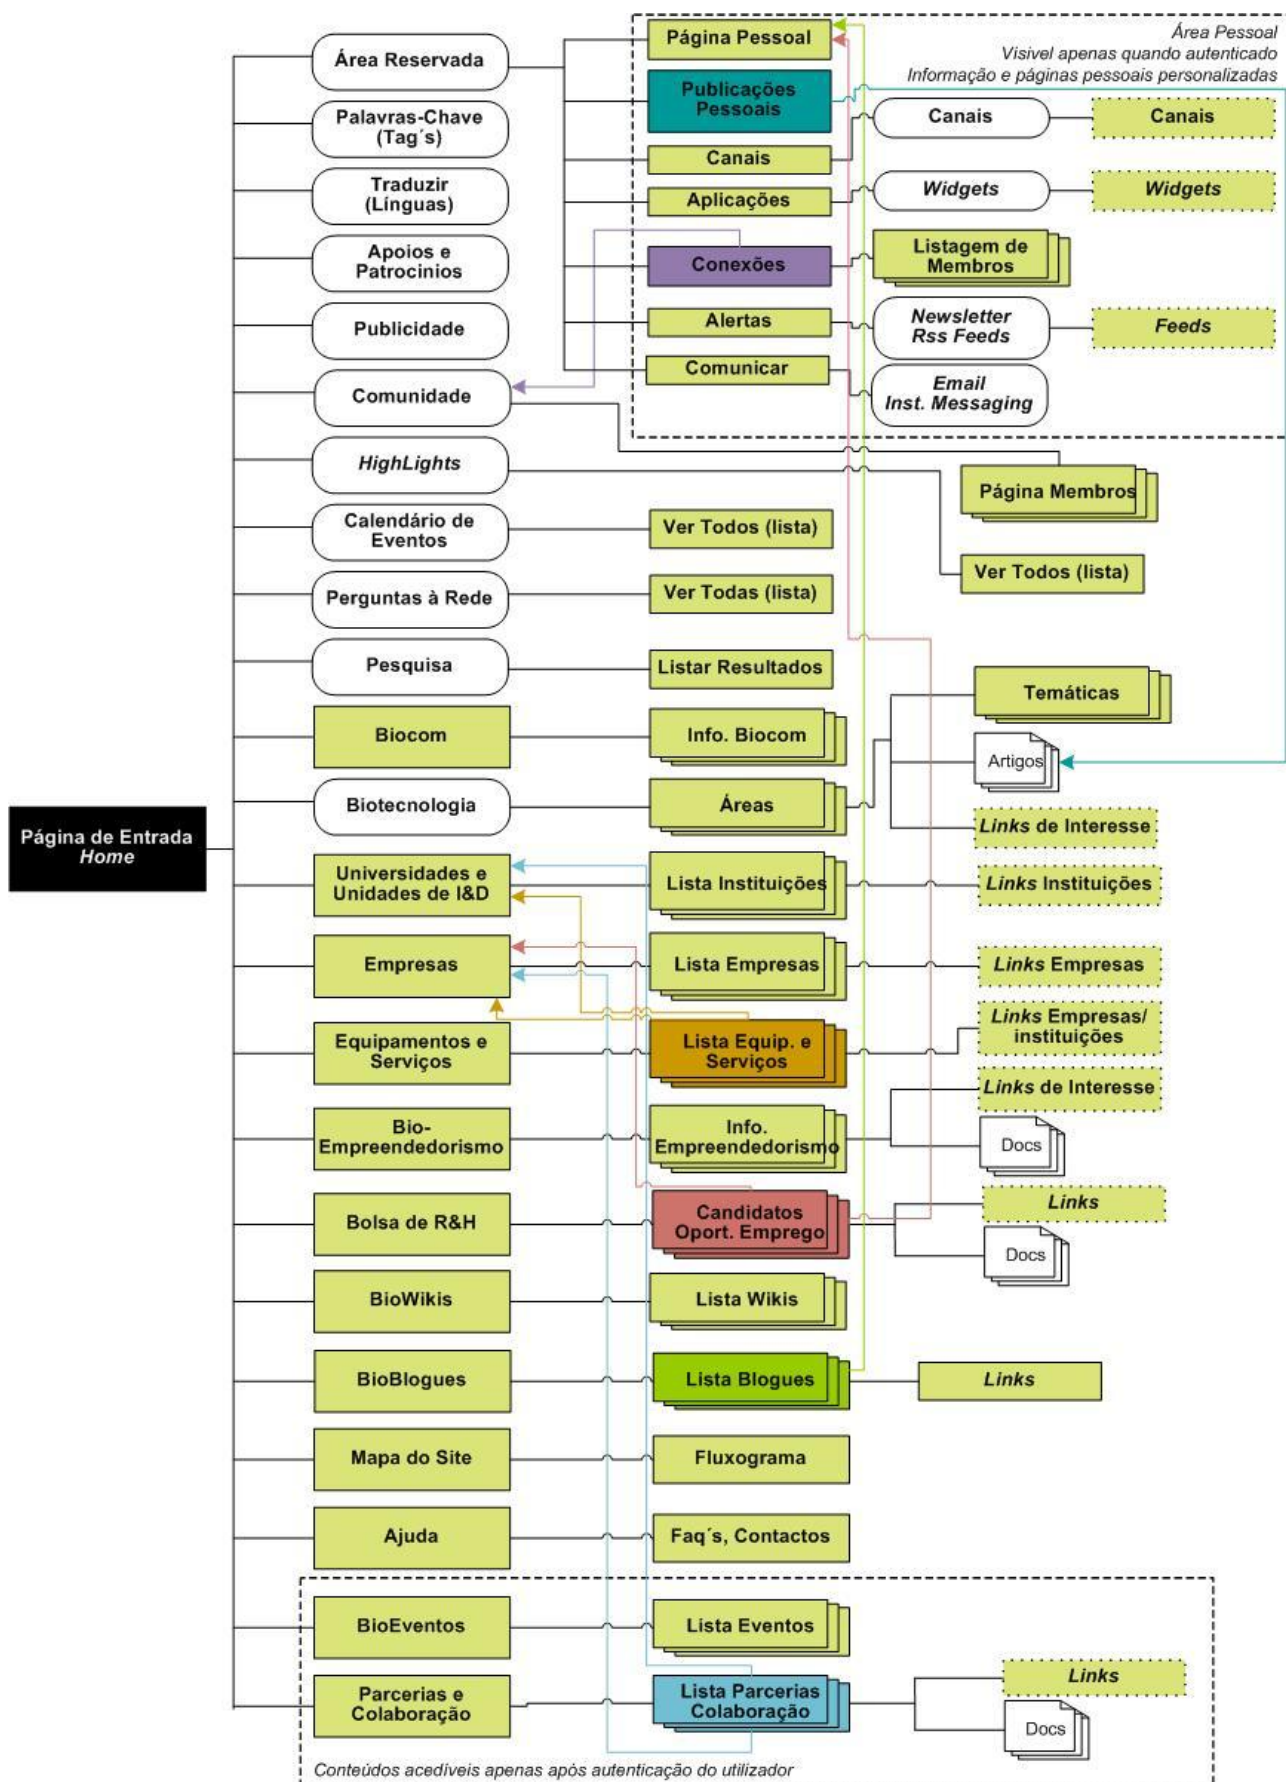 Área Pessoal
Visivel apenas quando autenticado
Informação e páginas pessoais personalizadas
Página de Entrada
Home
Área Reservada
Página Pessoal
Publicações
Pessoais
Canais
Canais
Canais
Aplicações
Widgets
Widgets
Conexões
Listagem de
Membros
Alertas
Newsletter
Rss Feeds
Feeds
Comunicar
Email
Inst. Messaging
Palavras-Chave
(Tag´s)
Traduzir
(Línguas)
Apoios e
Patrocinios
Publicidade
Comunidade
Página Membros
HighLights
Ver Todos (lista)
Calendário de
Eventos
Ver Todos (lista)
Perguntas à Rede
Ver Todas (lista)
Pesquisa
Listar Resultados
Biocom
Info. Biocom
Biotecnologia
Áreas
Temáticas
Artigos
Links de Interesse
Universidades e
Unidades de I&D
Lista Instituições
Links Instituições
Empresas
Lista Empresas
Links Empresas
Equipamentos e
Serviços
Lista Equip. e
Serviços
Links Empresas/
instituições
Bio-
Empreendedorismo
Info.
Empreendedorismo
Links de Interesse
Docs
Bolsa de R&H
Candidatos
Oport. Emprego
Links
Docs
BioWikis
Lista Wikis
BioBlogues
Lista Blogues
Links
Mapa do Site
Fluxograma
Ajuda
Faq´s, Contactos
BioEventos
Lista Eventos
Parcerias e
Colaboração
Lista Parcerias
Colaboração
Links
Docs
Conteúdos acedíveis apenas após autenticação do utilizador